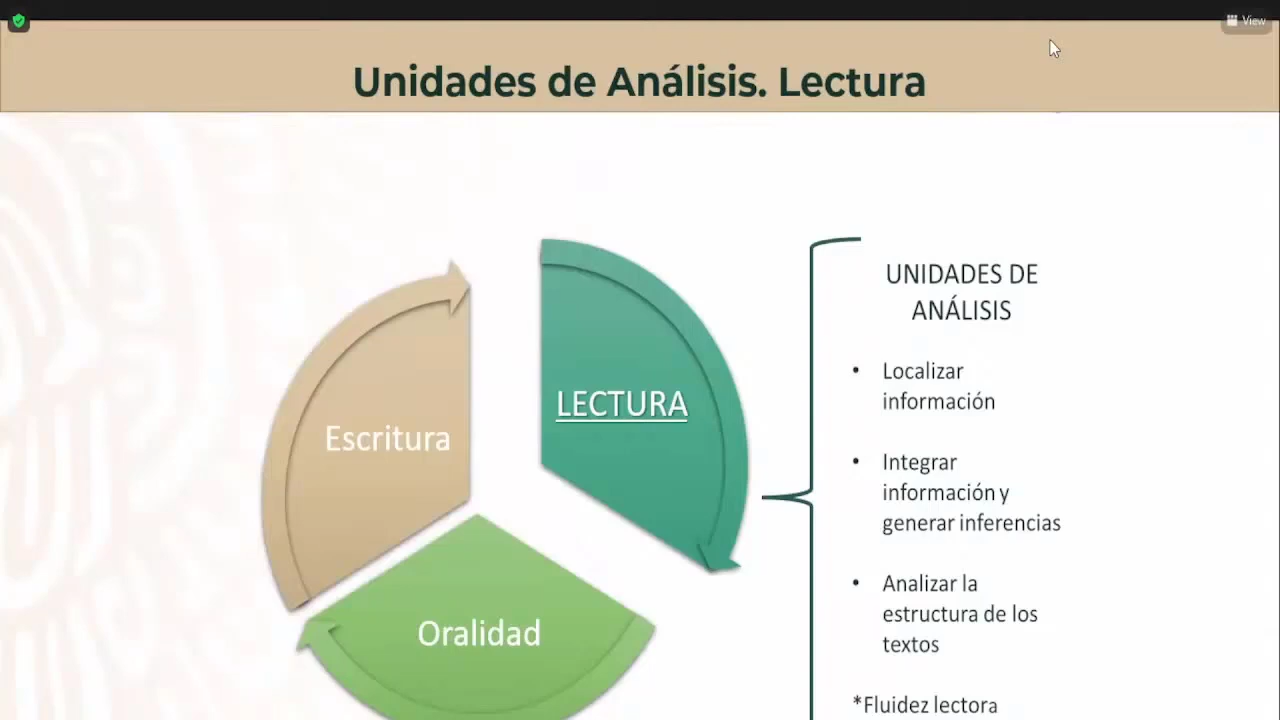 View
Unidades de Análisis. Lectura
UNIDADES DE
ANÁLISIS
• Localizar
información
• Integrar
información y
generar inferencias
• Analizar la
estructura de los
textos
*Fluidez lectora
LECTURA
Escritura
Oralidad